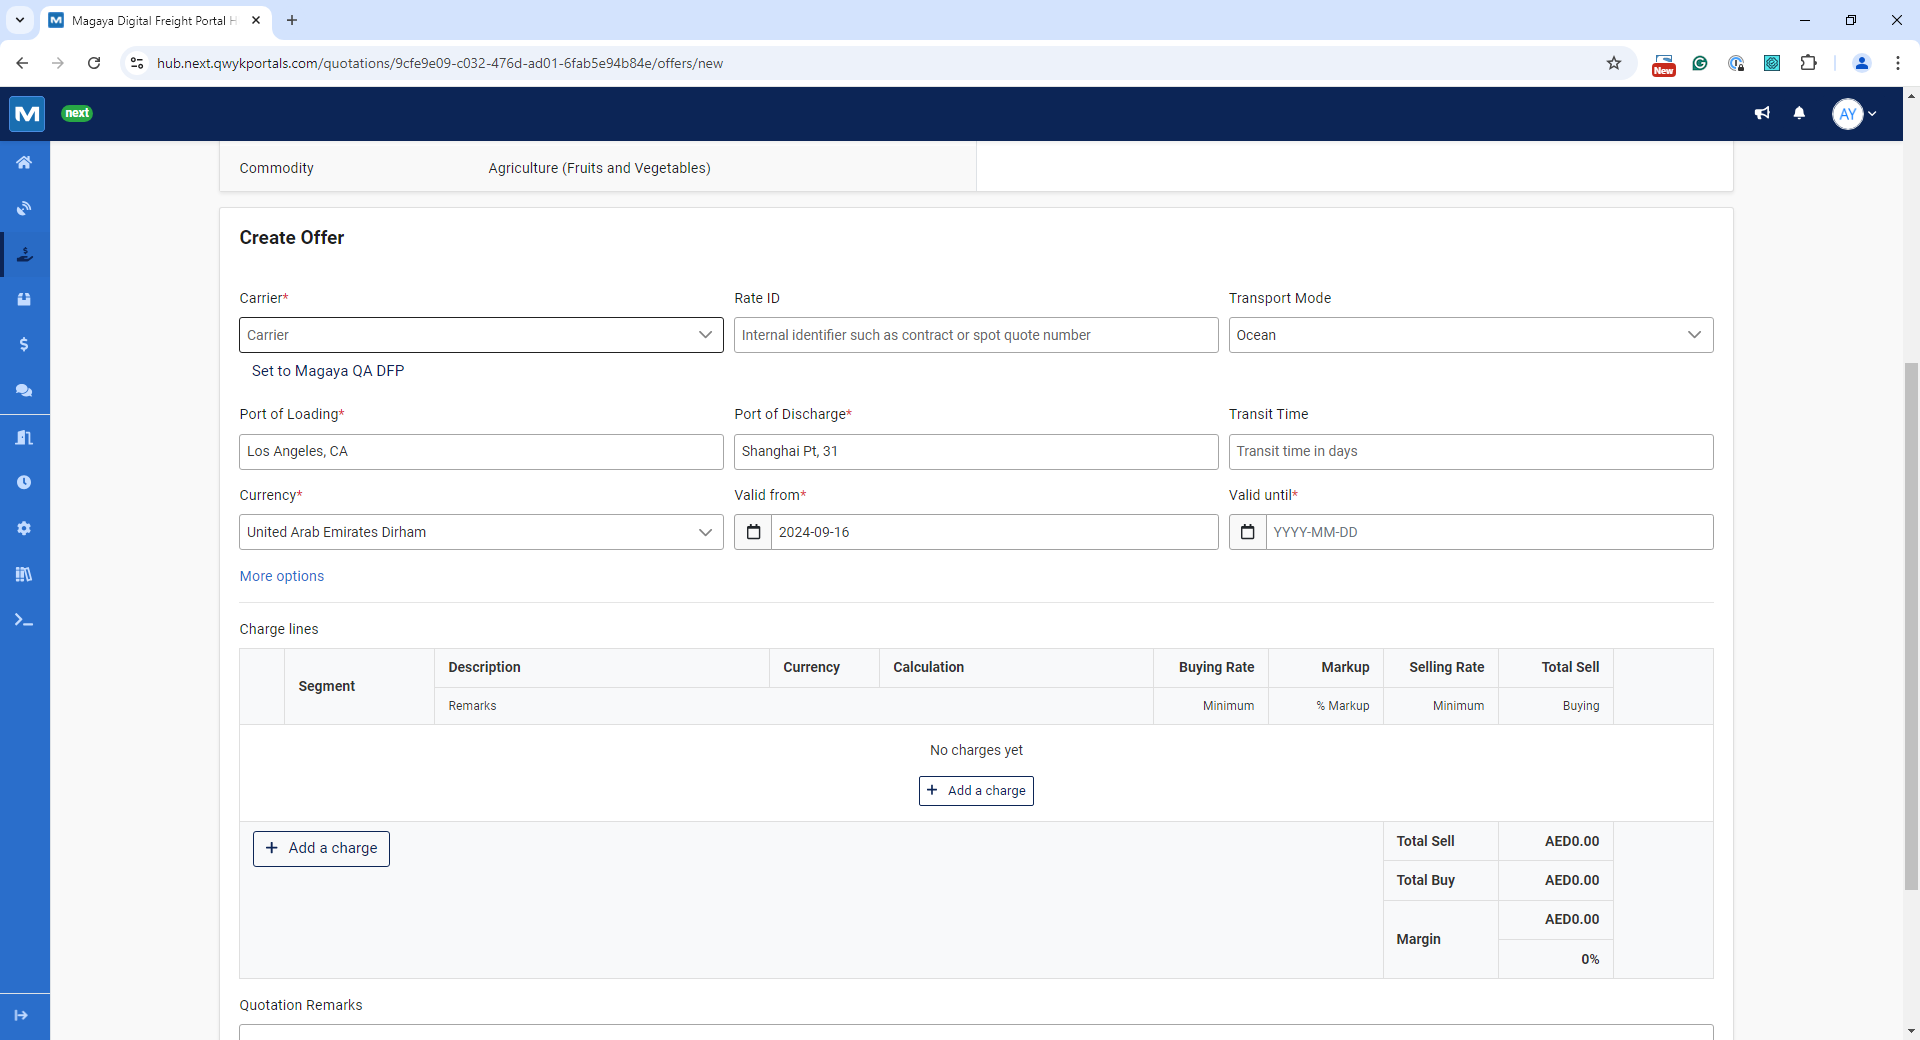 Magaya Digital Freight Portal H
hub.next.qwykportals.com/quotations/9cfe9e09-c032-476d-ad01-6fab5e94b84e/offers/new
New
M
next
AY
Commodity
Agriculture (Fruits and Vegetables)
Create Offer
Carrier*
Rate ID
Transport Mode
Carrier
Internal identifier such as contract or spot quote number
Ocean
Set to Magaya QA DFP
Port of Loading*
Port of Discharge*
Transit Time
Los Angeles, CA
Shanghai Pt, 31
Transit time in days
Currency*
Valid from*
Valid until*
United Arab Emirates Dirham
2024-09-16
YYYY-MM-DD
More options
Charge lines
Segment
Description
Currency
Calculation
Buying Rate
Markup
Selling Rate
Total Sell
Remarks
Minimum
% Markup
Minimum
Buying
No charges yet
+ Add a charge
+ Add a charge
Total Sell
AED0.00
Total Buy
AED0.00
Margin
AED0.00
0%
Quotation Remarks